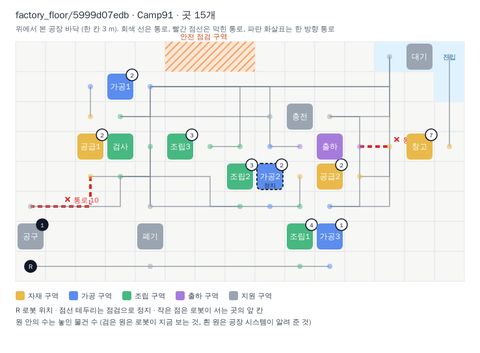 factory_floor/5999d07edb · Camp91 · 곳 15개
위에서 본 공장 바닥 (한 칸 3 m). 회색 선은 통로, 빨간 점선은 막힌 통로, 파란 화살표는 한 방향 통로
안전 점검 구역
대기
진입
가공1 2
충전
공급1 2
검사
조립3 2
출하
창고 7
조립2 3
가공2 2
정지
공급2 2
통로 10
공구 1
폐기
조립1 4
가공3 1
R
자재 구역
가공 구역
조립 구역
출하 구역
지원 구역
R 로봇 위치 · 점선 테두리는 점검으로 정지 · 작은 점은 로봇이 서는 곳의 앞 칸
원 안의 수는 놓인 물건 수 (검은 원은 로봇이 지금 보는 것, 흰 원은 공장 시스템이 알려 준 것)